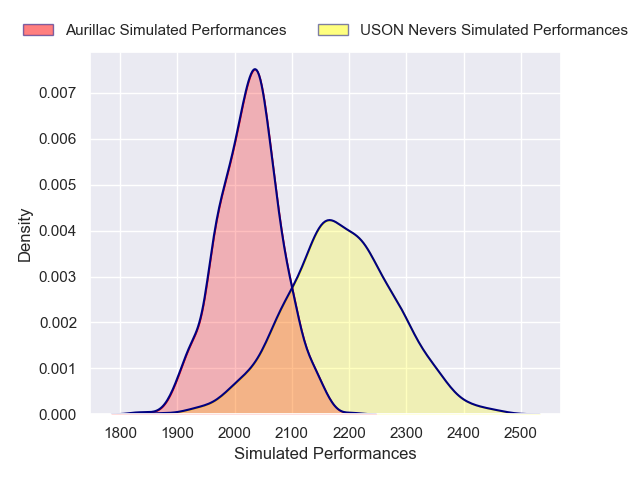 Aurillac Simulated Performances
USON Nevers Simulated Performances
0.007
0.006
0.005
0.004
0.003
0.002
0.001
0.000
Density
1800 1900 2000 2100 2200 2300 2400 2500
Simulated Performances